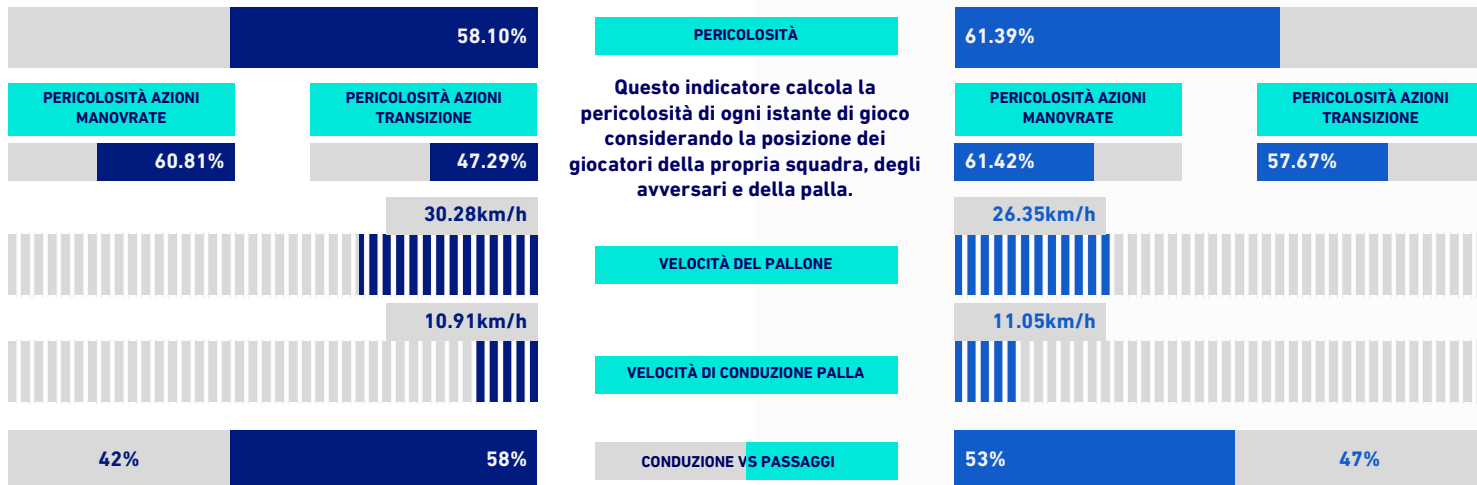 58.10%
PERICOLOSITÀ
61.39%
PERICOLOSITÀ AZIONI
MANOVRATE
PERICOLOSITÀ AZIONI
TRANSIZIONE
60.81%
47.29%
Questo indicatore calcola la
pericolosità di ogni istante di gioco
considerando la posizione dei
giocatori della propria squadra, degli
avversari e della palla.
PERICOLOSITÀ AZIONI
MANOVRATE
PERICOLOSITÀ AZIONI
TRANSIZIONE
61.42%
57.67%
30.28km/h
VELOCITÀ DEL PALLONE
26.35km/h
10.91km/h
VELOCITÀ DI CONDUZIONE PALLA
11.05km/h
42%
58%
CONDUZIONE VS PASSAGGI
53%
47%